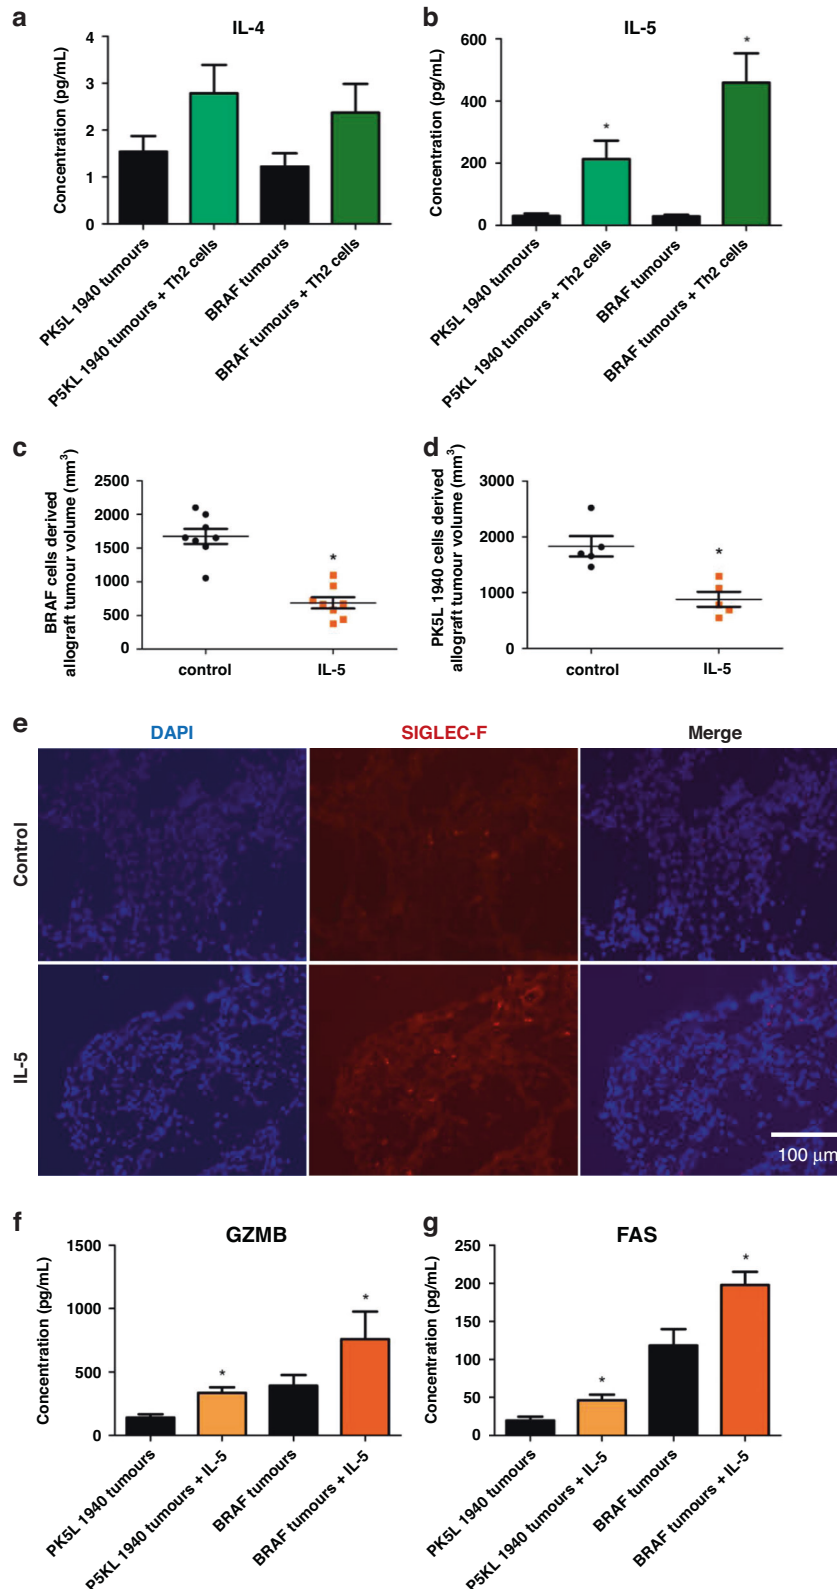 a
IL-4
Concentration (pg/mL)
4
3
2
1
0
PK5L 1940 tumours
P5KL 1940 tumours + Th2 cells
BRAF tumours
BRAF tumours + Th2 cells
b
IL-5
Concentration (pg/mL)
600
400
200
0
*
*
PK5L 1940 tumours
P5KL 1940 tumours + Th2 cells
BRAF tumours
BRAF tumours + Th2 cells
c
BRAF cells derived
allograft tumour volume (mm³)
2500
2000
1500
1000
500
0
*
control
IL-5
d
PK5L 1940 cells derived
allograft tumour volume (mm³)
3000
2000
1000
0
*
control
IL-5
e
DAPI
SIGLEC-F
Merge
Control
IL-5
100 μm
f
GZMB
Concentration (pg/mL)
1500
1000
500
0
*
*
PK5L 1940 tumours
P5KL 1940 tumours + IL-5
BRAF tumours
BRAF tumours + IL-5
g
FAS
Concentration (pg/mL)
250
200
150
100
50
0
*
*
PK5L 1940 tumours
P5KL 1940 tumours + IL-5
BRAF tumours
BRAF tumours + IL-5